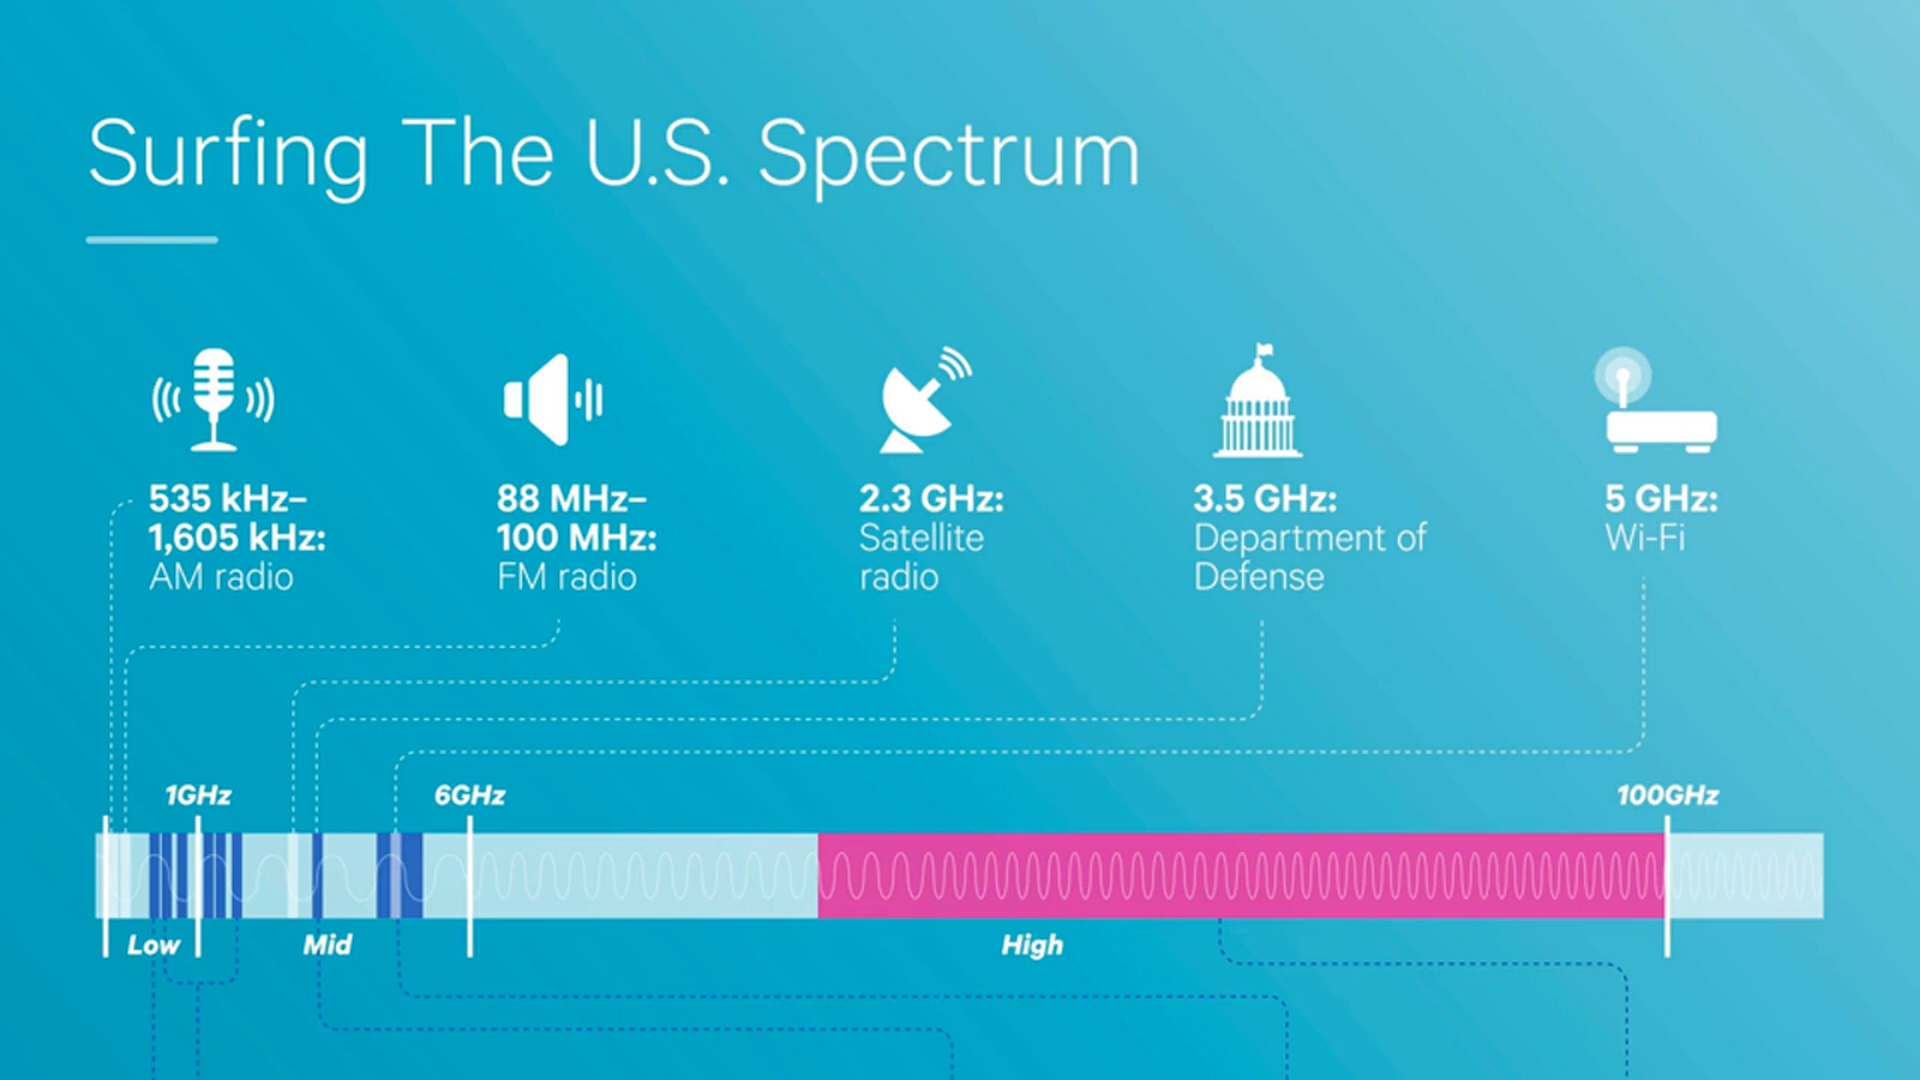 Surfing The U.S. Spectrum
535 kHz–
1,605 kHz:
AM radio
88 MHz–
100 MHz:
FM radio
2.3 GHz:
Satellite
radio
3.5 GHz:
Department of
Defense
5 GHz:
Wi-Fi
1GHz
6GHz
100GHz
Low
Mid
High